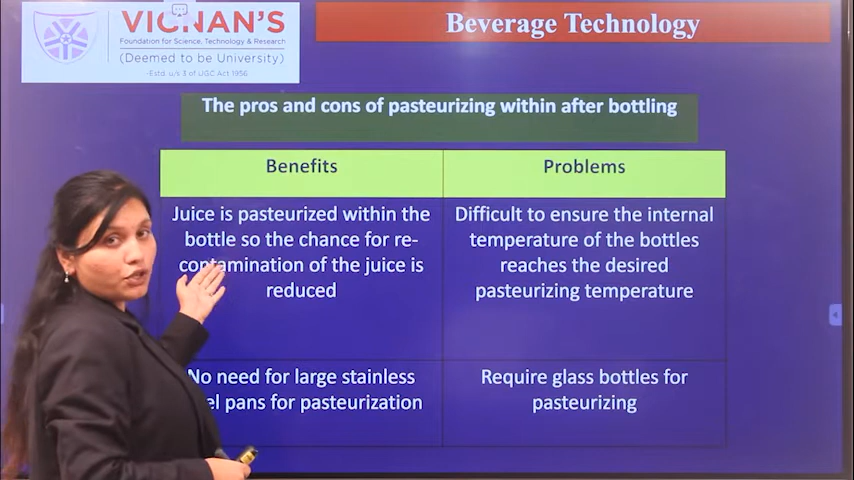 VIGNAN'S
Foundation for Science, Technology & Research
(Deemed to be University)
-Estd. u/s 3 of UGC Act 1956
Beverage Technology
The pros and cons of pasteurizing within after bottling
Benefits
Problems
Juice is pasteurized within the
bottle so the chance for re-
contamination of the juice is
reduced
Difficult to ensure the internal
temperature of the bottles
reaches the desired
pasteurizing temperature
No need for large stainless
el pans for pasteurization
Require glass bottles for
pasteurizing